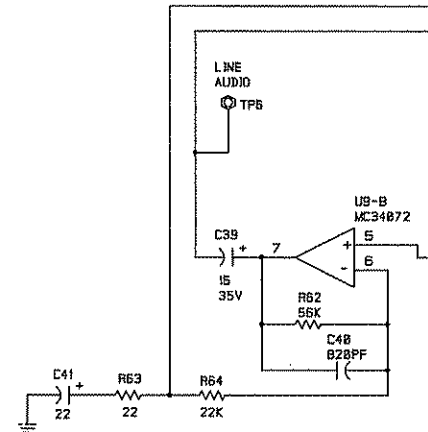 LINE
AUDIO
TP6
U9-B
MC34072
C39
+
7
+
5
-
6
15
35V
R62
56K
C40
820PF
C41
+
R63
R64
22
22
22K